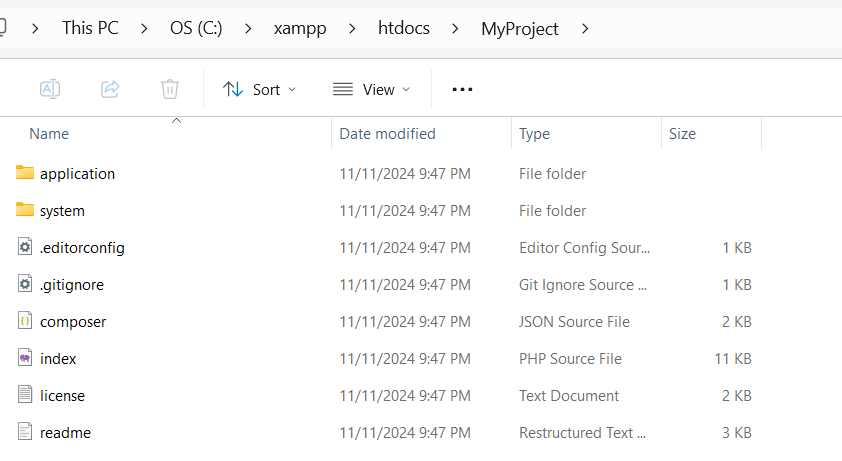 This PC > OS (C:) > xampp > htdocs > MyProject >
Sort View ...
Name Date modified Type Size
application 11/11/2024 9:47 PM File folder
system 11/11/2024 9:47 PM File folder
.editorconfig 11/11/2024 9:47 PM Editor Config Sour... 1 KB
.gitignore 11/11/2024 9:47 PM Git Ignore Source ... 1 KB
composer 11/11/2024 9:47 PM JSON Source File 2 KB
index 11/11/2024 9:47 PM PHP Source File 11 KB
license 11/11/2024 9:47 PM Text Document 2 KB
readme 11/11/2024 9:47 PM Restructured Text ... 3 KB